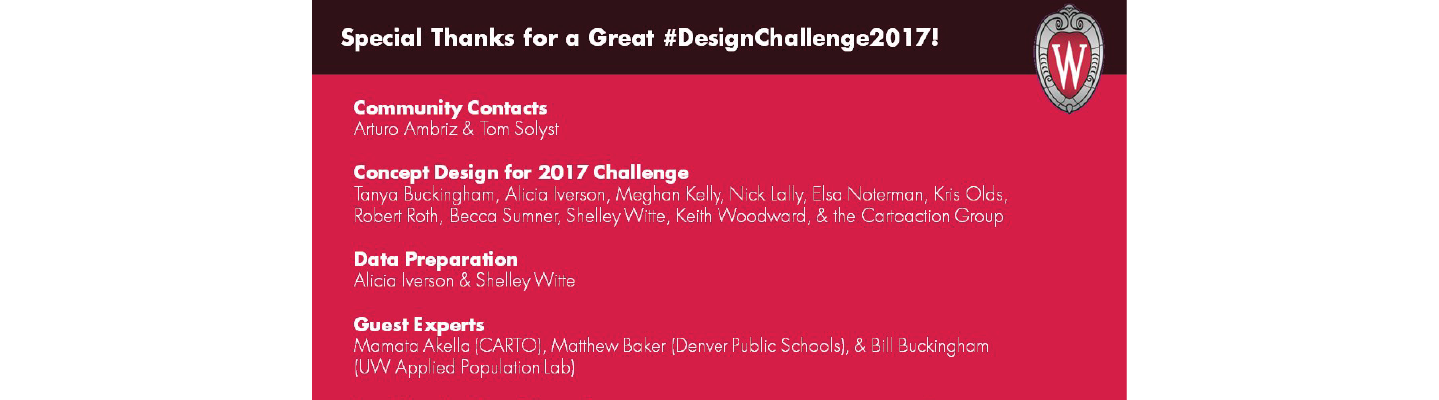 Special Thanks for a Great #DesignChallenge2017!
W
Community Contacts
Arturo Ambriz & Tom Solyst
Concept Design for 2017 Challenge
Tanya Buckingham, Alicia Iverson, Meghan Kelly, Nick Lally, Elsa Noterman, Kris Olds,
Robert Roth, Becca Sumner, Shelley Witte, Keith Woodward, & the Cartoaction Group
Data Preparation
Alicia Iverson & Shelley Witte
Guest Experts
Mamata Akella (CARTO), Matthew Baker (Denver Public Schools), & Bill Buckingham
(UW Applied Population Lab)